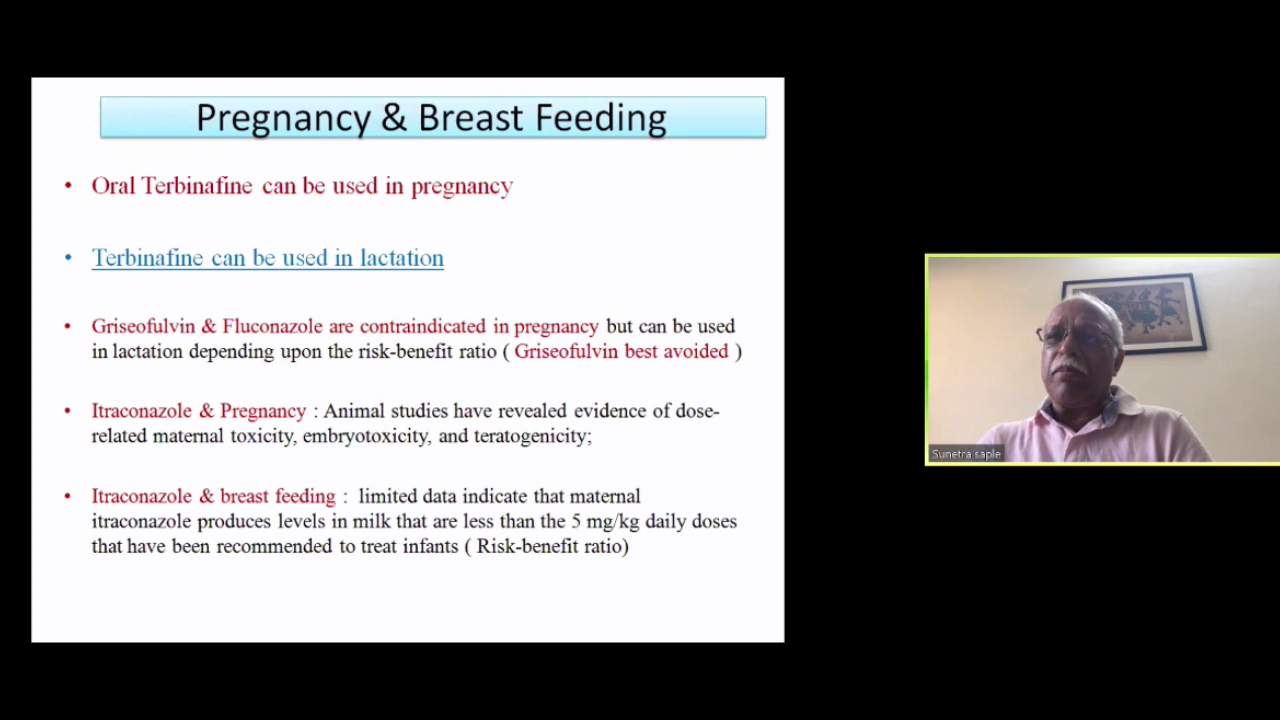 Pregnancy & Breast Feeding
• Oral Terbinafine can be used in pregnancy
• Terbinafine can be used in lactation
• Griseofulvin & Fluconazole are contraindicated in pregnancy but can be used
in lactation depending upon the risk-benefit ratio ( Griseofulvin best avoided )
• Itraconazole & Pregnancy : Animal studies have revealed evidence of dose-
related maternal toxicity, embryotoxicity, and teratogenicity;
• Itraconazole & breast feeding : limited data indicate that maternal
itraconazole produces levels in milk that are less than the 5 mg/kg daily doses
that have been recommended to treat infants ( Risk-benefit ratio)
Sunetra saple